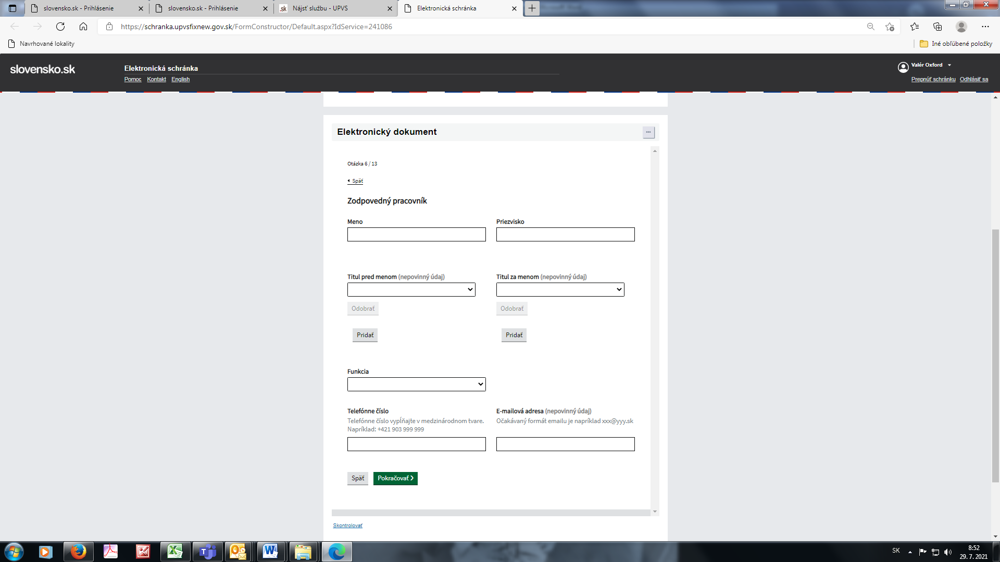 slovensko.sk - Prihlásenie
slovensko.sk - Prihlásenie
.sk Nájsť službu - UPVS
Elektronická schránka
https://schranka.upvsfixnew.gov.sk/FormConstructor/Default.aspx?IdService=241086
Navrhované lokality
Iné obľúbené položky
slovensko.sk
Elektronická schránka
Pomoc Kontakt English
Valér Oxford
Prepnúť schránku Odhlásiť sa
Elektronický dokument
Otázka 6 / 13
Späť
Zodpovedný pracovník
Meno Priezvisko
Titul pred menom (nepovinný údaj) Titul za menom (nepovinný údaj)
Odobrať Odobrať
Pridať Pridať
Funkcia
Telefónne číslo E-mailová adresa (nepovinný údaj)
Telefónne číslo vypĺňajte v medzinárodnom tvare. Očakávaný formát emailu je napríklad xxx@yyy.sk
Napríklad: +421 903 999 999
Späť Pokračovať
Skontrolovať
SK
8:52
29. 7. 2021